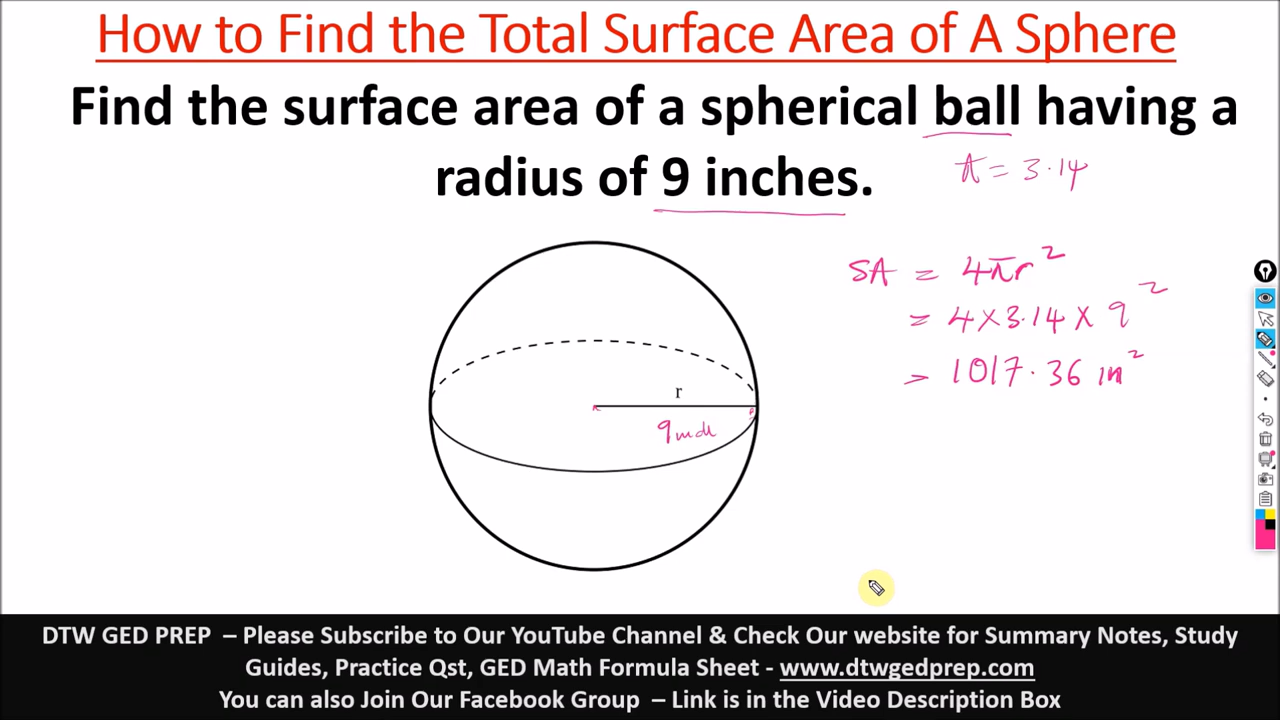 How to Find the Total Surface Area of A Sphere
Find the surface area of a spherical ball having a
radius of 9 inches.
π = 3.14
SA = 4πr²
= 4 × 3.14 × 9²
= 1017.36 in²
r
9
DTW GED PREP – Please Subscribe to Our YouTube Channel & Check Our website for Summary Notes, Study
Guides, Practice Qst, GED Math Formula Sheet - www.dtwgedprep.com
You can also Join Our Facebook Group – Link is in the Video Description Box